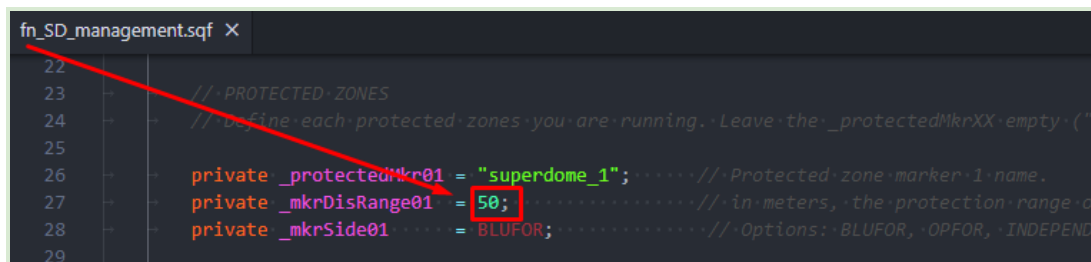 fn_SD_management.sqf ×
22
23 // PROTECTED ZONES
24 // Define each protected zones you are running. Leave the _protectedMkrXX empty ("
25
26 private _protectedMkr01 = "superdome_1"; // Protected zone marker 1 name.
27 private _mkrDisRange01 = 50; // in meters, the protection range o
28 private _mkrSide01 = BLUFOR; // Options: BLUFOR, OPFOR, INDEPEND
29